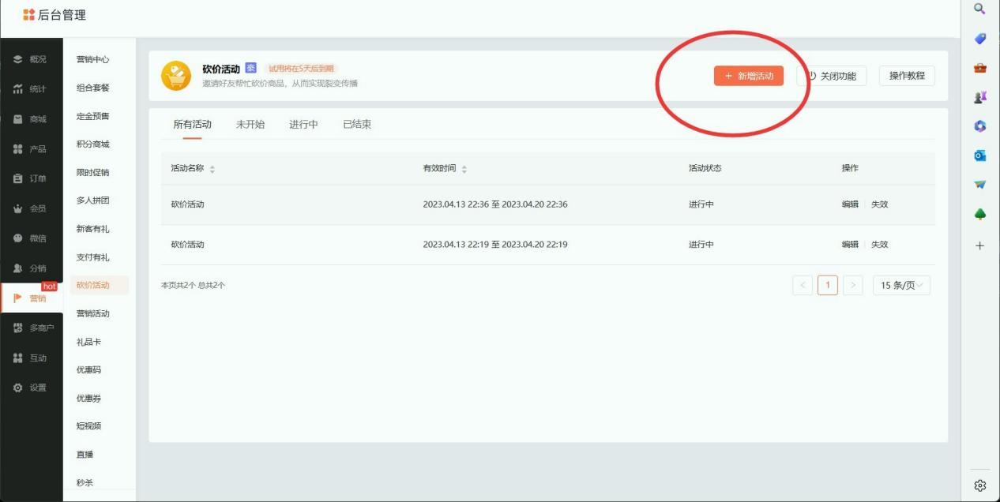 后台管理
概况
统计
商城
产品
订单
会员
微信
分销
hot
营销
多商户
互动
设置
营销中心
组合套餐
定金预售
积分商城
限时促销
多人拼团
新客有礼
支付有礼
砍价活动
营销活动
礼品卡
优惠码
优惠券
短视频
直播
秒杀
砍价活动 试用将在5天后到期
邀请好友帮忙砍价商品，从而实现裂变传播
+ 新增活动 关闭功能 操作教程
所有活动 未开始 进行中 已结束
活动名称 有效时间 活动状态 操作
砍价活动 2023.04.13 22:36 至 2023.04.20 22:36 进行中 编辑 失效
砍价活动 2023.04.13 22:19 至 2023.04.20 22:19 进行中 编辑 失效
本页共2个 总共2个 < 1 > 15 条/页